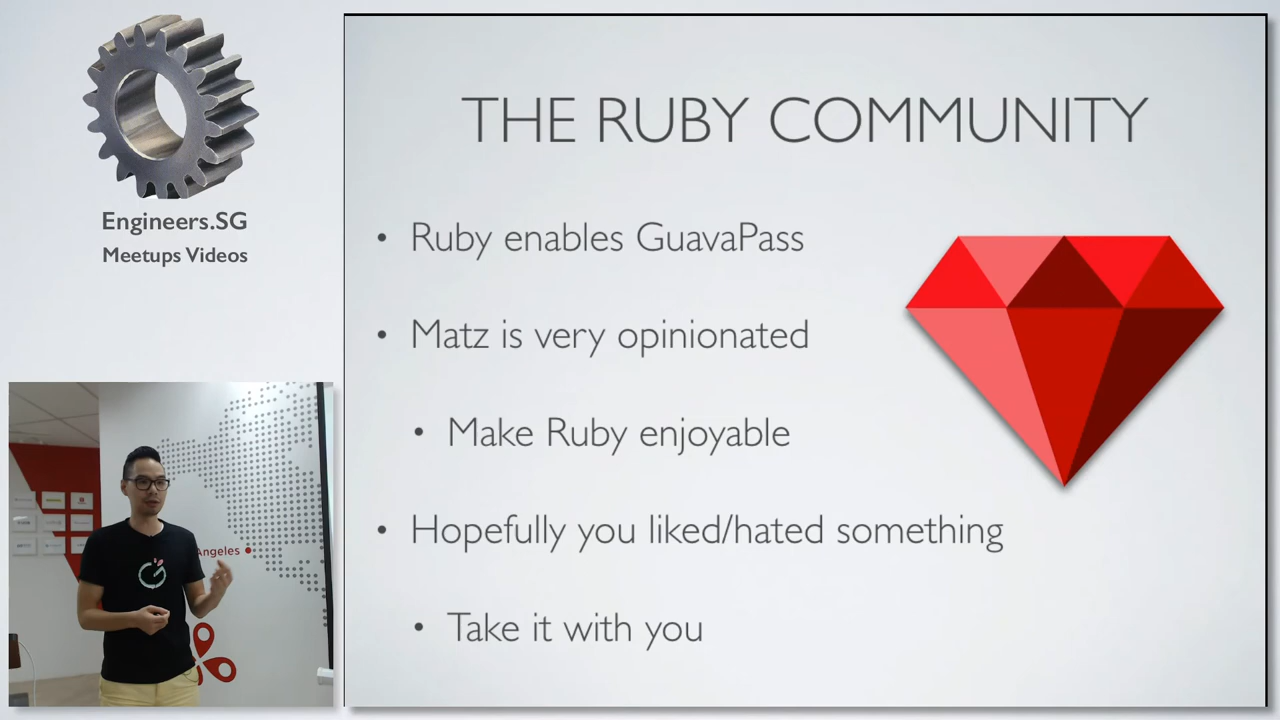 Engineers.SG
Meetups Videos
THE RUBY COMMUNITY
• Ruby enables GuavaPass
• Matz is very opinionated
• Make Ruby enjoyable
• Hopefully you liked/hated something
• Take it with you
Angeles